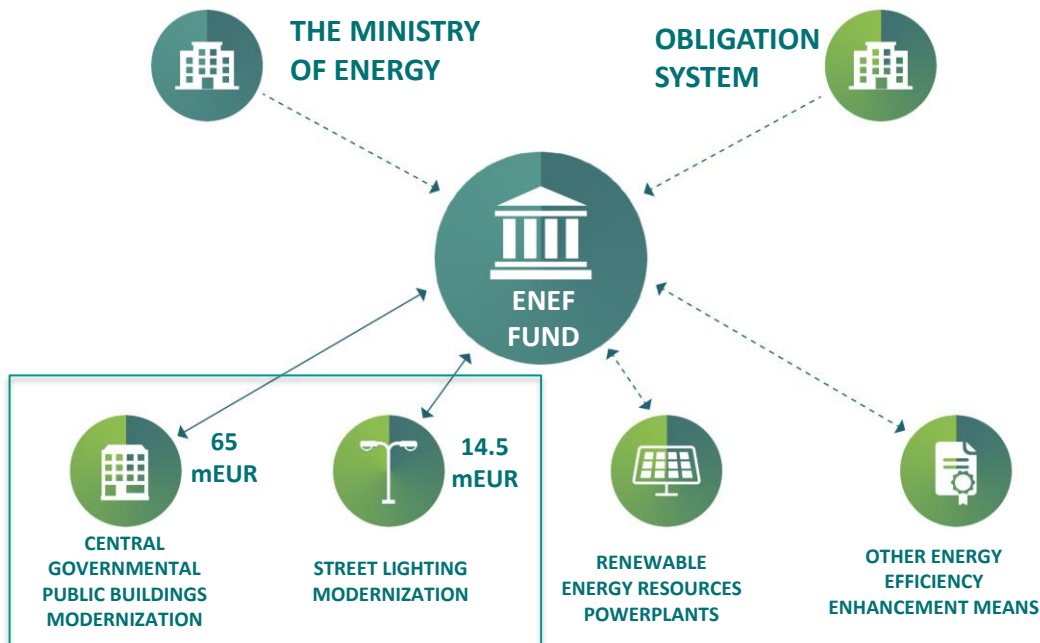 THE MINISTRY
OF ENERGY
OBLIGATION
SYSTEM
ENEF
FUND
65
mEUR
14.5
mEUR
CENTRAL
GOVERNMENTAL
PUBLIC BUILDINGS
MODERNIZATION
STREET LIGHTING
MODERNIZATION
RENEWABLE
ENERGY RESOURCES
POWERPLANTS
OTHER ENERGY
EFFICIENCY
ENHANCEMENT MEANS